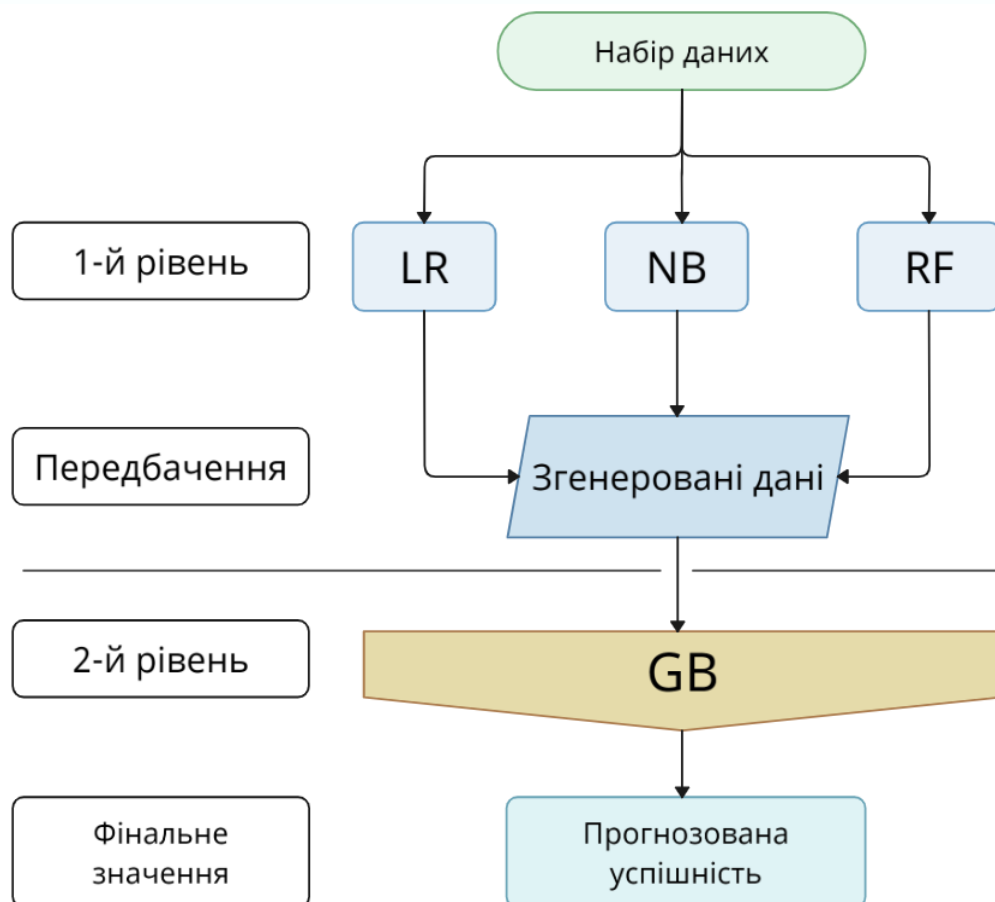 Набір даних
1-й рівень
LR
NB
RF
Передбачення
Згенеровані дані
2-й рівень
GB
Фінальне
значення
Прогнозована
успішність